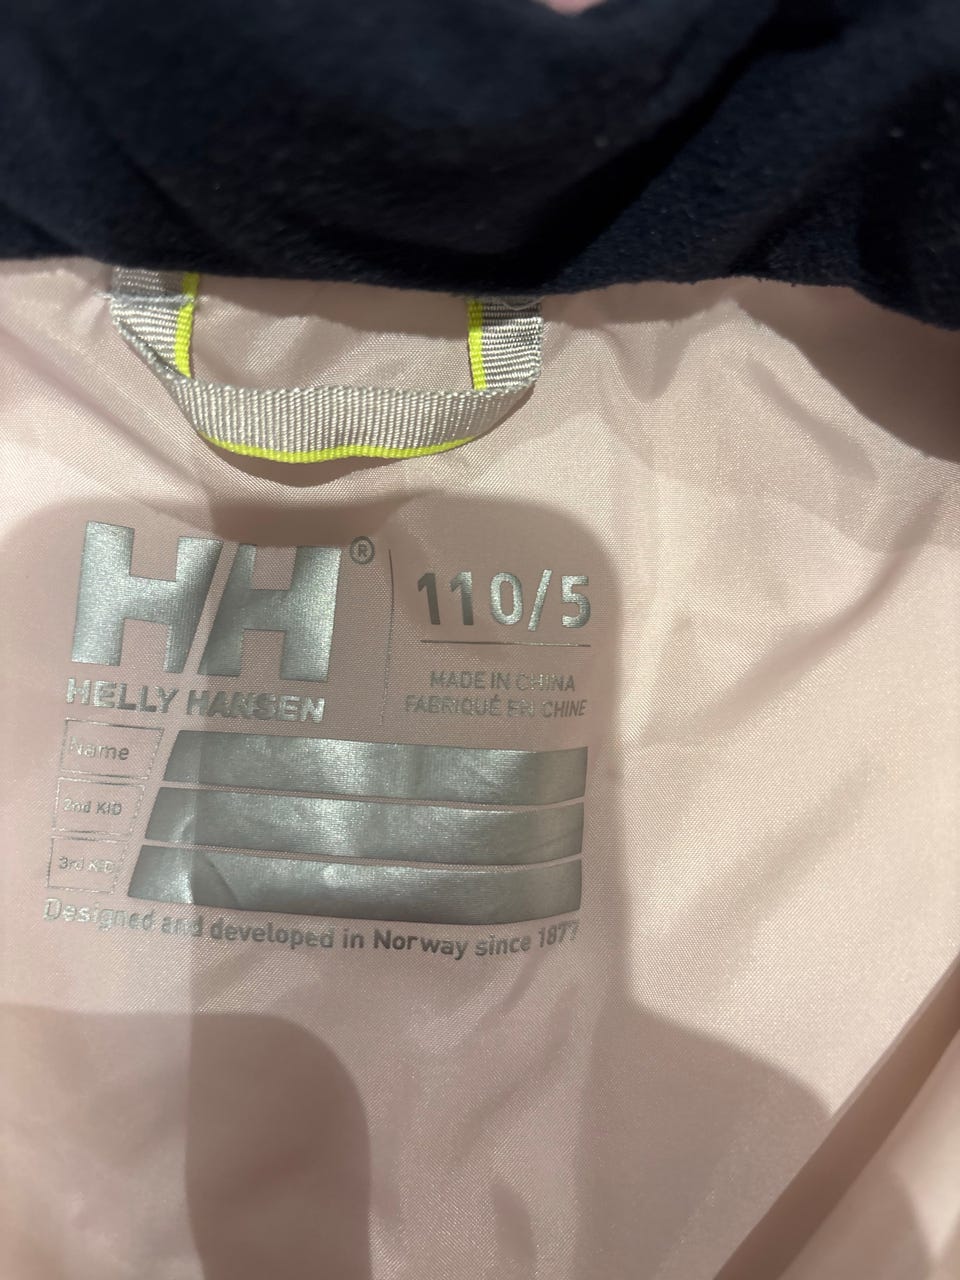 HH®
HELLY HANSEN
110/5
MADE IN CHINA
FABRIQUÉ EN CHINE
Name
2nd KID
3rd KID
Designed and developed in Norway since 1877